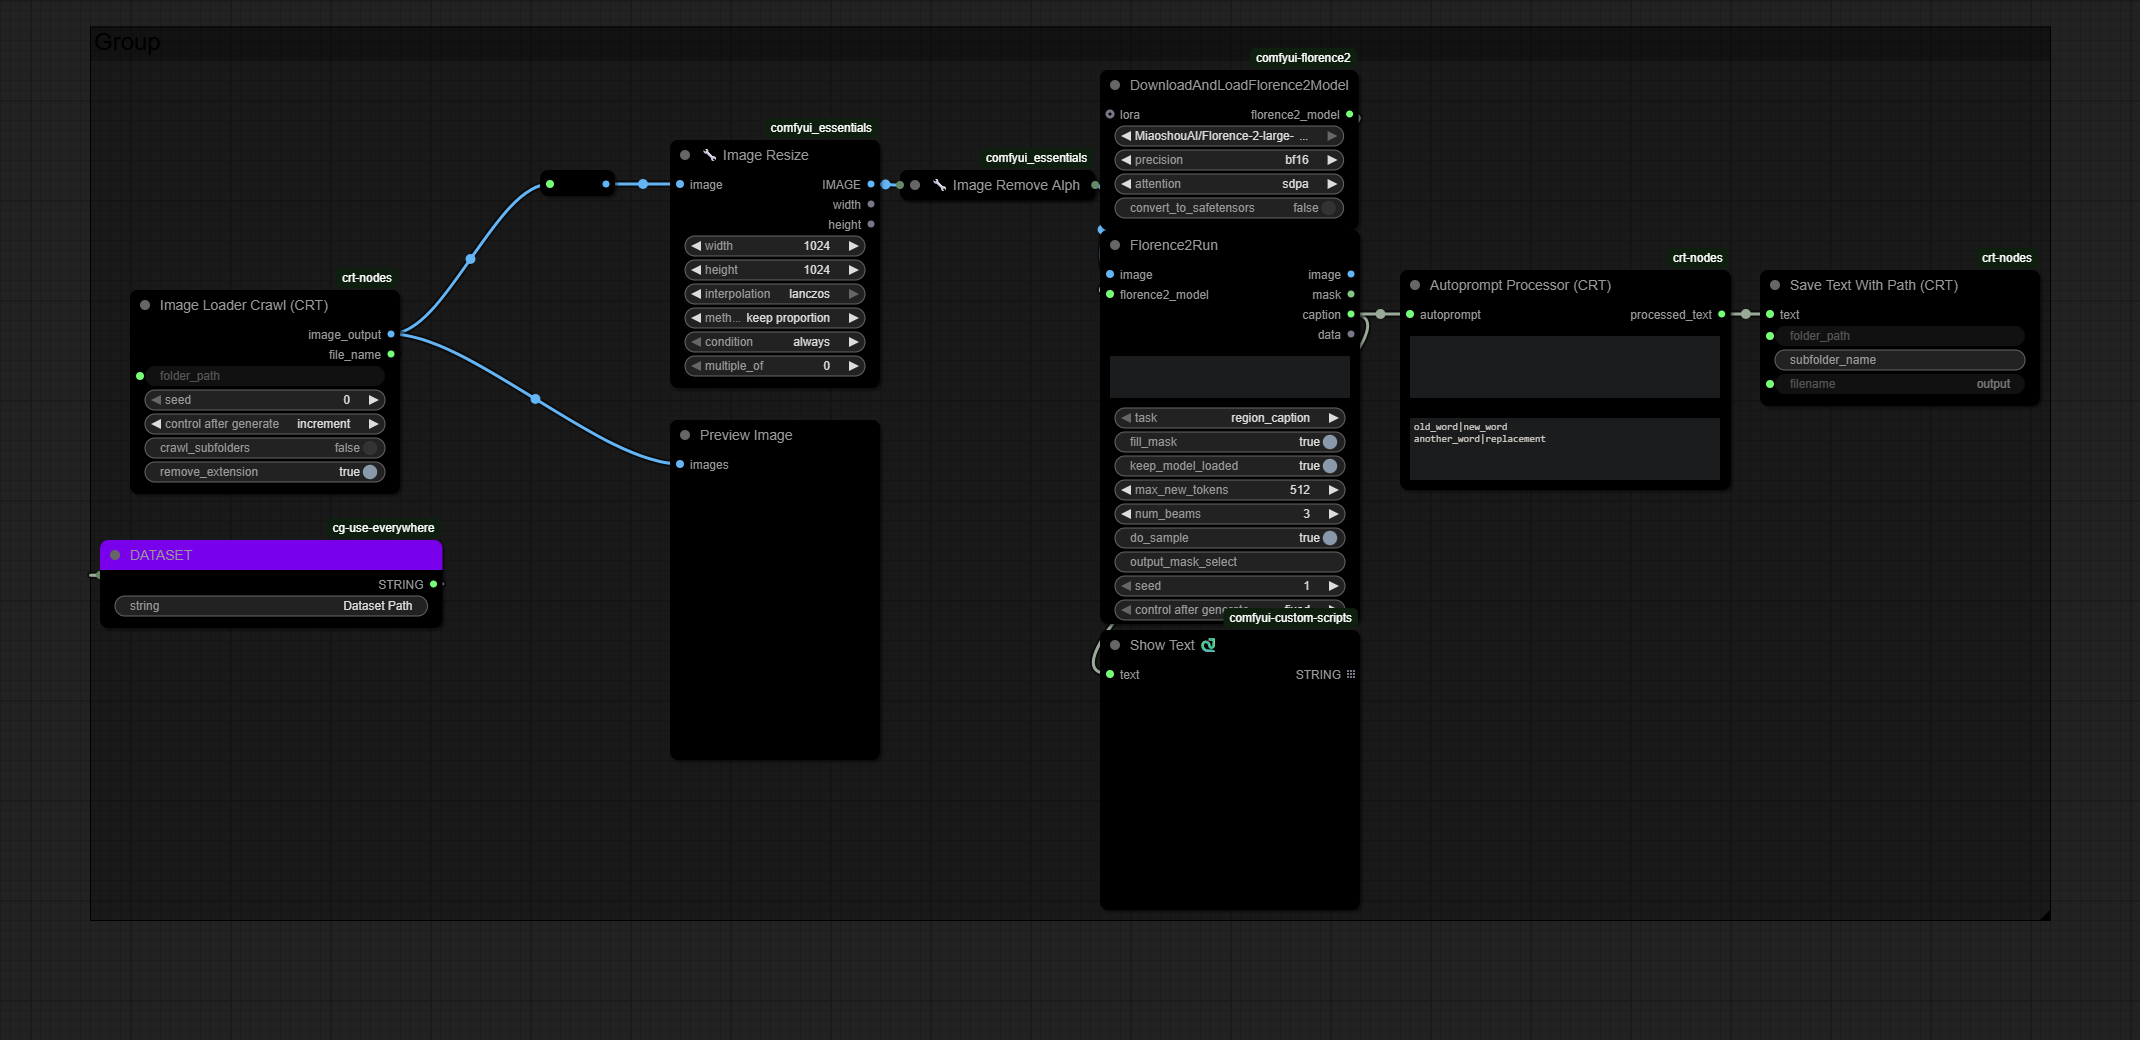 Group
crt-nodes
Image Loader Crawl (CRT)
image_output
file_name
folder_path
seed 0
control after generate increment
crawl_subfolders false
remove_extension true
cg-use-everywhere
DATASET
STRING
string Dataset Path
comfyui_essentials
Image Resize
image IMAGE
width
height
width 1024
height 1024
interpolation lanczos
meth... keep proportion
condition always
multiple_of 0
Preview Image
images
comfyui_essentials
Image Remove Alph
comfyui-florence2
DownloadAndLoadFlorence2Model
lora florence2_model
MiaoshouAI/Florence-2-large- ...
precision bf16
attention sdpa
convert_to_safetensors false
Florence2Run
image image
florence2_model mask
caption
data
task region_caption
fill_mask true
keep_model_loaded true
max_new_tokens 512
num_beams 3
do_sample true
output_mask_select
seed 1
control after gene
comfyui-custom-scripts
Show Text
text STRING
crt-nodes
Autoprompt Processor (CRT)
autoprompt processed_text
old_word|new_word
another_word|replacement
crt-nodes
Save Text With Path (CRT)
text
folder_path
subfolder_name
filename output